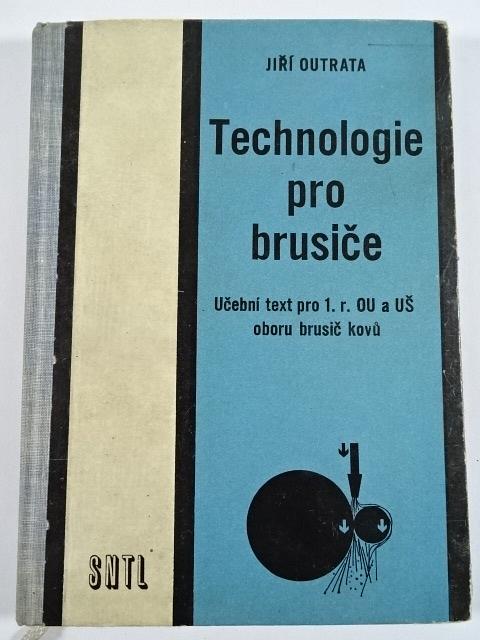 JIŘÍ OUTRATA
Technologie
pro
brusiče
Učební text pro 1. r. OU a UŠ
oboru brusič kovů
SNTL